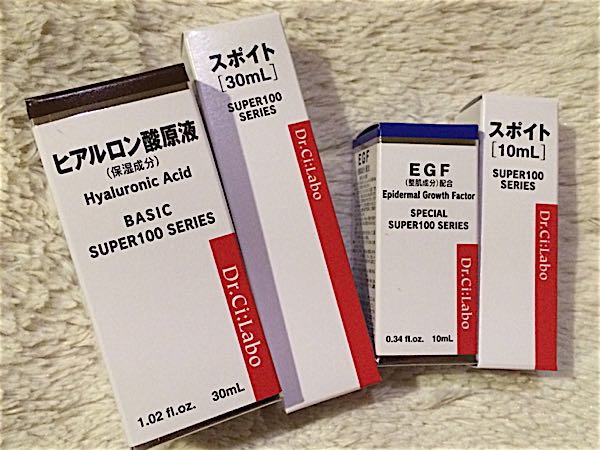 ヒアルロン酸原液
(保湿成分)
Hyaluronic Acid
BASIC
SUPER100 SERIES
Dr.Ci:Labo
1.02 fl.oz. 30mL
スポイト
[30mL]
SUPER100
SERIES
Dr.Ci:Labo
EGF
(整肌成分)配合
Epidermal Growth Factor
SPECIAL
SUPER100 SERIES
Dr.Ci:Labo
0.34 fl.oz. 10mL
スポイト
[10mL]
SUPER100
SERIES
Dr.Ci:Labo